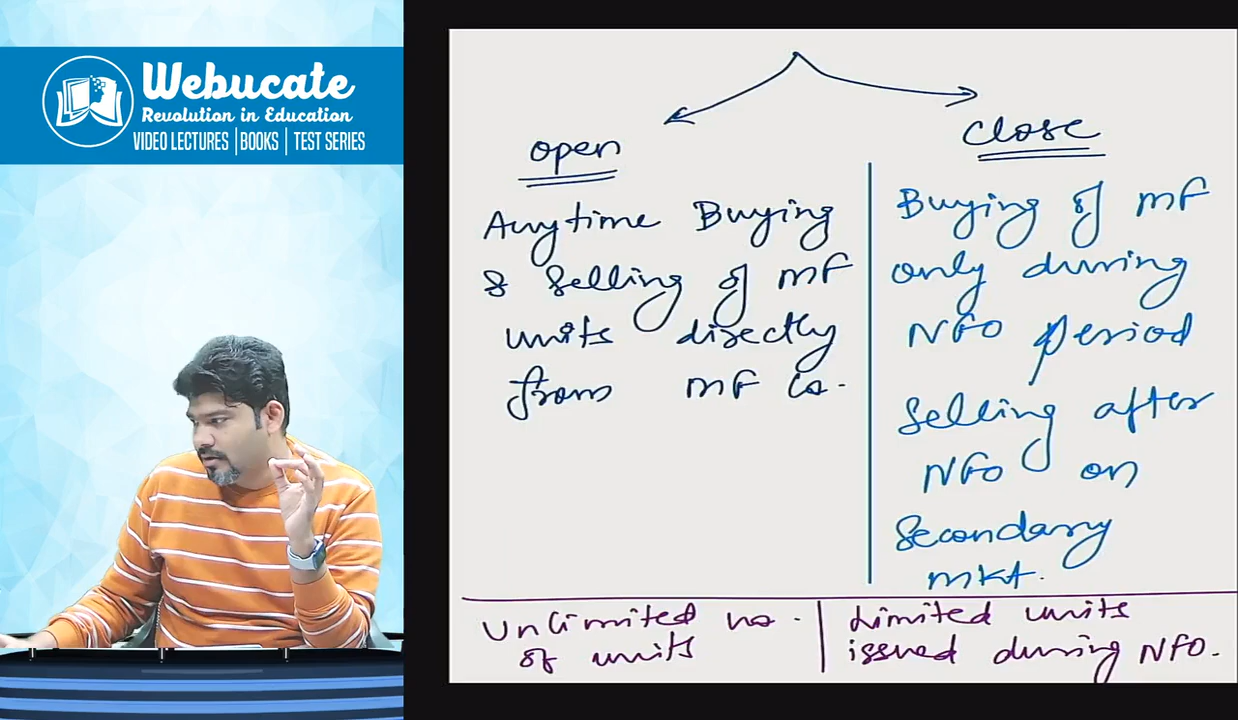 Webucate
Revolution in Education
VIDEO LECTURES | BOOKS | TEST SERIES
open
Anytime Buying
& Selling of MF
units directly
from MF Co.
Close
Buying of MF
only during
NFO period
Selling after
NFO on
Secondary
MKt.
Unlimited no.
of units
Limited units
issued during NFO.